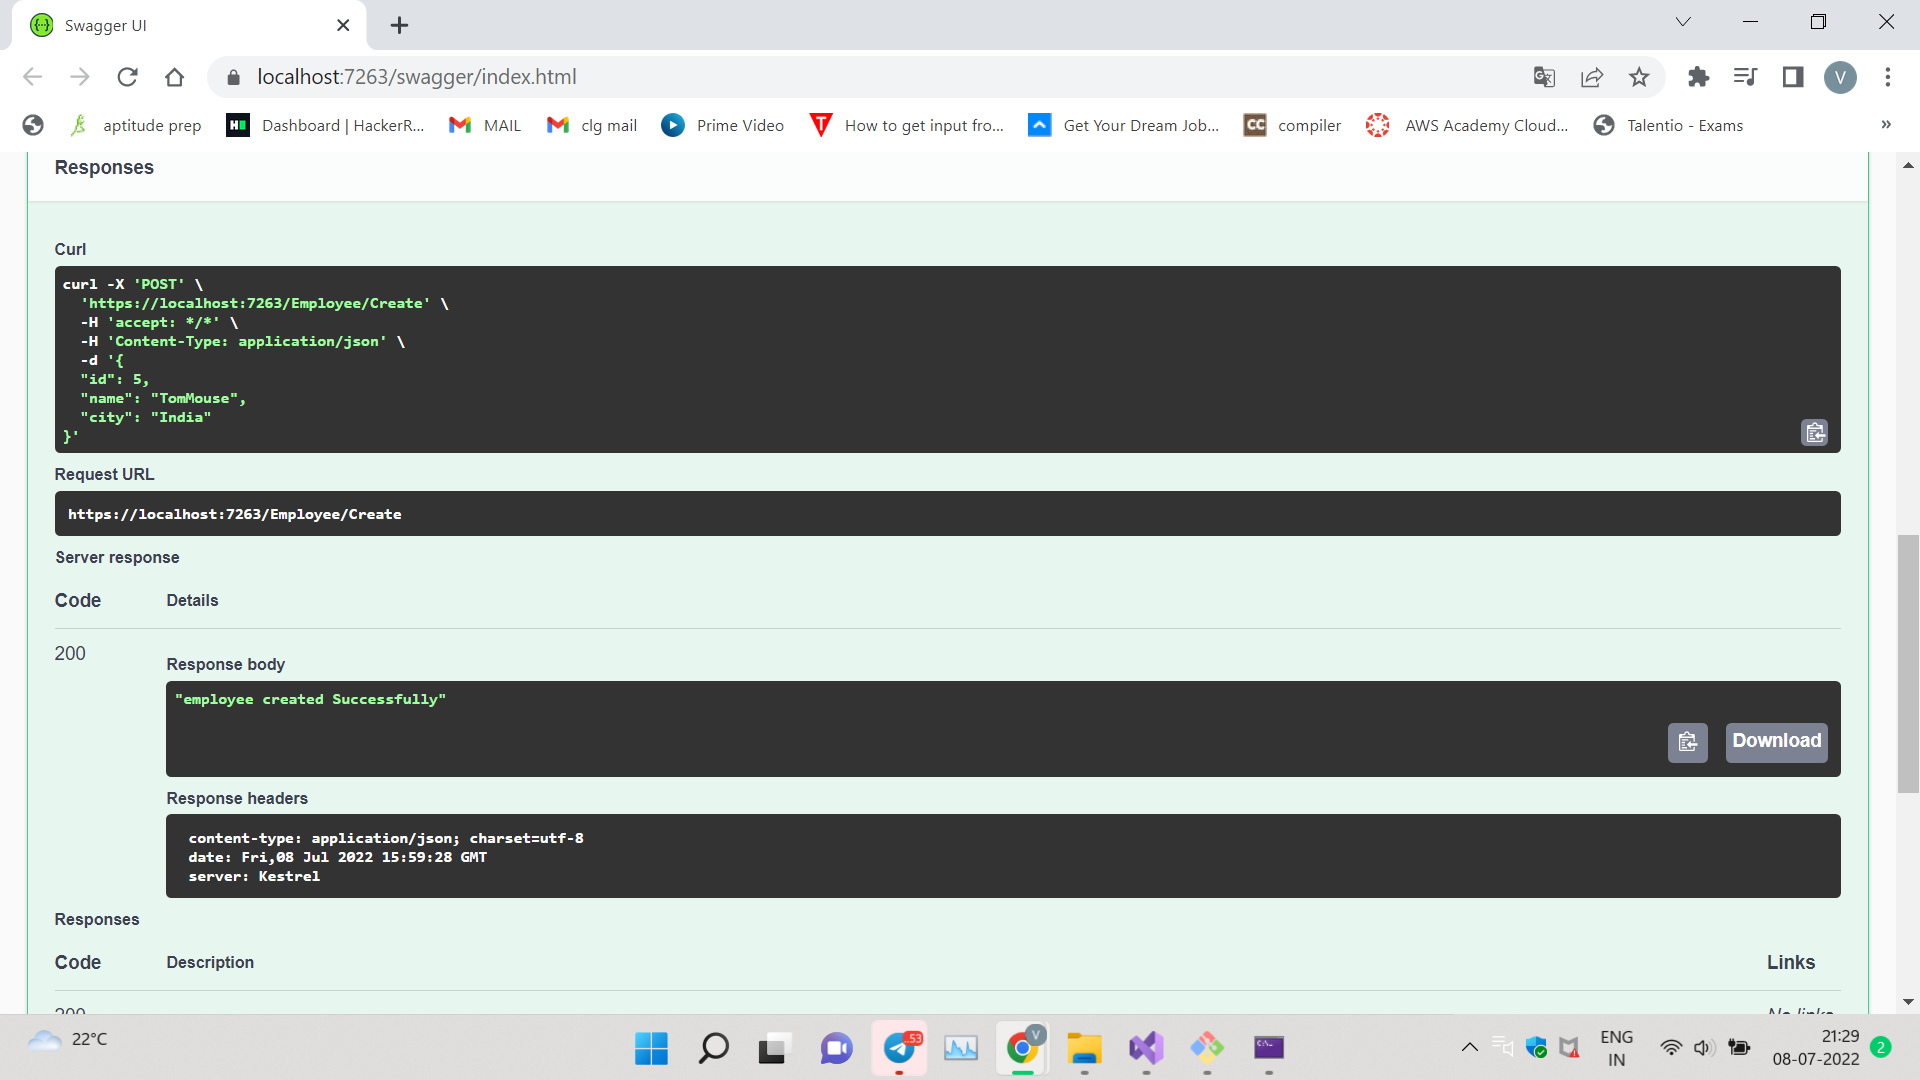 Swagger UI
localhost:7263/swagger/index.html
V
aptitude prep
Dashboard | HackerR...
MAIL
clg mail
Prime Video
How to get input fro...
Get Your Dream Job...
CC
compiler
AWS Academy Cloud...
Talentio - Exams
»
Responses
Curl
curl -X 'POST' \
'https://localhost:7263/Employee/Create' \
-H 'accept: */*' \
-H 'Content-Type: application/json' \
-d '{
"id": 5,
"name": "TomMouse",
"city": "India"
}'
Request URL
https://localhost:7263/Employee/Create
Server response
Code Details
200
Response body
"employee created Successfully"
Download
Response headers
content-type: application/json; charset=utf-8
date: Fri,08 Jul 2022 15:59:28 GMT
server: Kestrel
Responses
Code Description Links
200 No links
22°C
..53
V
ENG
IN
21:29
08-07-2022
2